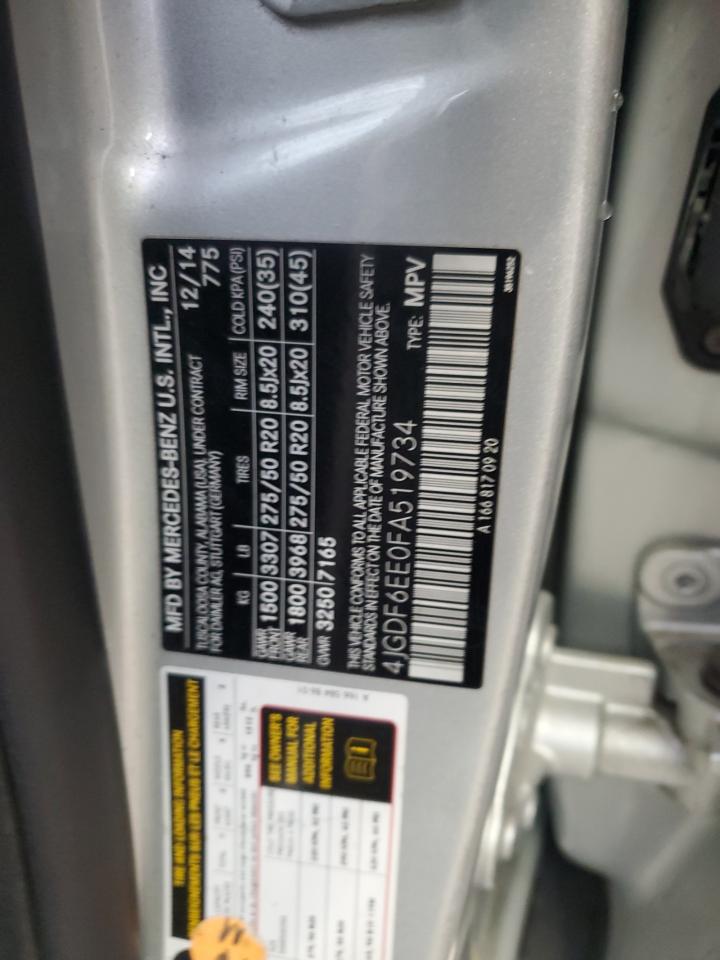 MFD BY MERCEDES-BENZ U.S. INTL., INC
TUSCALOOSA COUNTY, ALABAMA (USA), UNDER CONTRACT 12/14
FOR DAIMLER AG, STUTTGART (GERMANY) 775
KG LB TIRES RIM SIZE COLD KPA(PSI)
GAWR FRONT 1500 3307 275/50 R20 8.5Jx20 240(35)
GAWR REAR 1800 3968 275/50 R20 8.5Jx20 310(45)
GVWR 3250 7165
THIS VEHICLE CONFORMS TO ALL APPLICABLE FEDERAL MOTOR VEHICLE SAFETY
STANDARDS IN EFFECT ON THE DATE OF MANUFACTURE SHOWN ABOVE.
4JGDF6EE0FA519734 TYPE: MPV
A 166 817 09 20
TIRE AND LOADING INFORMATION
SEE OWNER'S
MANUAL FOR
ADDITIONAL
INFORMATION